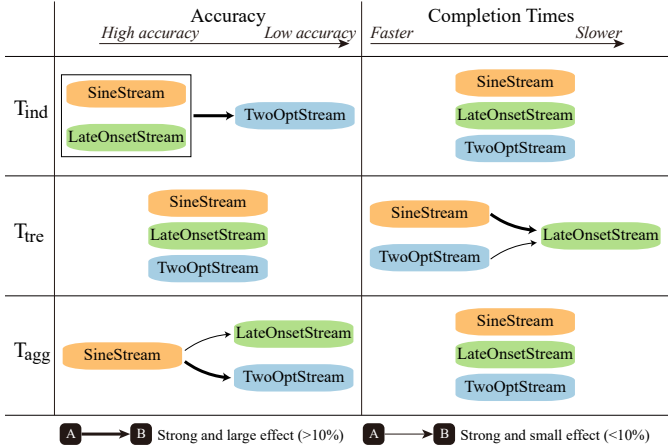 Accuracy
Completion Times
High accuracy
Low accuracy
Faster
Slower
Tind
SineStream
LateOnsetStream
TwoOptStream
SineStream
LateOnsetStream
TwoOptStream
Ttre
SineStream
LateOnsetStream
TwoOptStream
SineStream
TwoOptStream
LateOnsetStream
Tagg
SineStream
LateOnsetStream
TwoOptStream
SineStream
LateOnsetStream
TwoOptStream
A B Strong and large effect (>10%)
A B Strong and small effect (<10%)